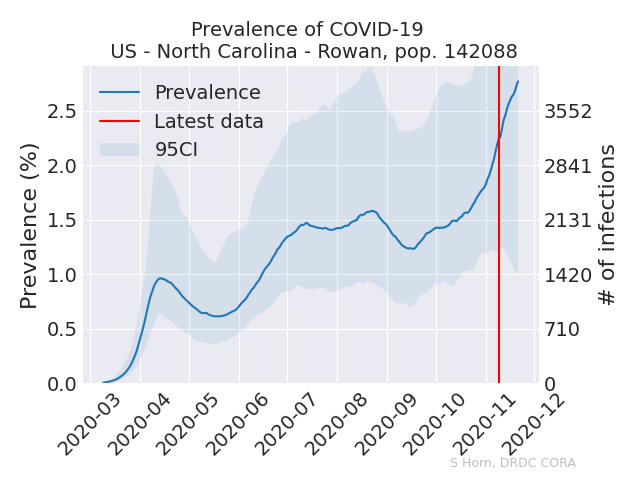 Prevalence of COVID-19
US - North Carolina - Rowan, pop. 142088
Prevalence
Latest data
95CI
Prevalence (%)
2.5
2.0
1.5
1.0
0.5
0.0
# of infections
3552
2841
2131
1420
710
0
2020-03
2020-04
2020-05
2020-06
2020-07
2020-08
2020-09
2020-10
2020-11
2020-12
S Horn, DRDC CORA